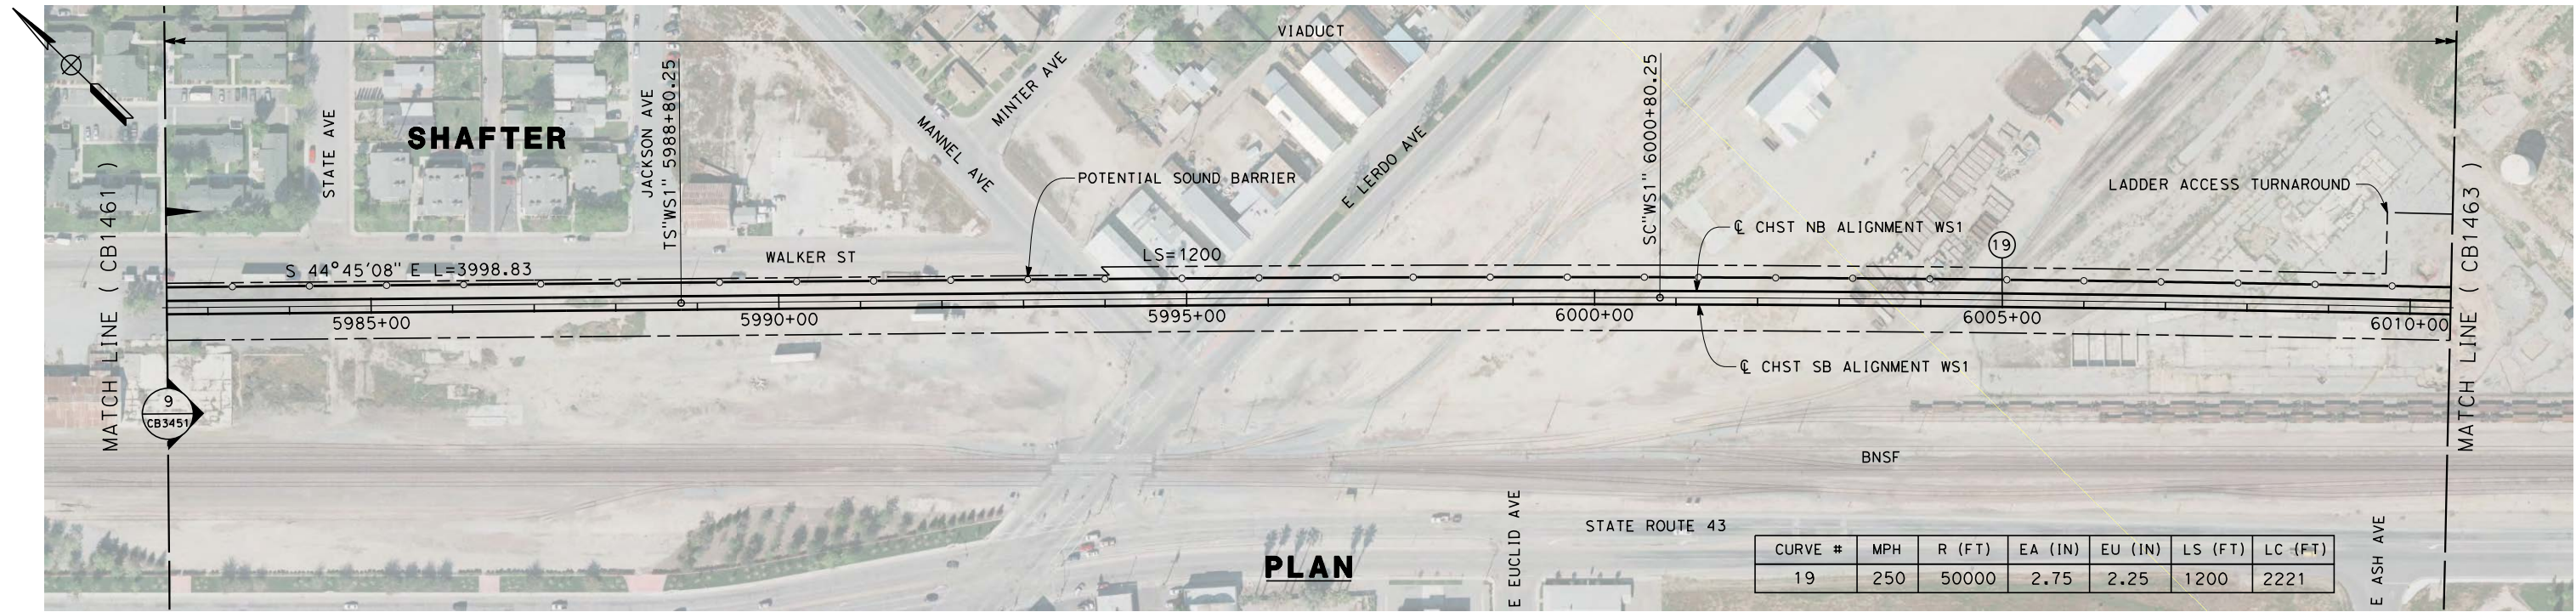 VIADUCT
STATE AVE
SHAFTER
JACKSON AVE
TS"WS1" 5988+80.25
MANNEL AVE
MINTER AVE
E LERDO AVE
POTENTIAL SOUND BARRIER
SC"WS1" 6000+80.25
LADDER ACCESS TURNAROUND
MATCH LINE ( CB1461 )
MATCH LINE ( CB1463 )
℄ CHST NB ALIGNMENT WS1
19
WALKER ST
LS=1200
S 44°45'08" E L=3998.83
5985+00
5990+00
5995+00
6000+00
6005+00
6010+00
℄ CHST SB ALIGNMENT WS1
9
CB3451
BNSF
E EUCLID AVE
STATE ROUTE 43
E ASH AVE
PLAN
CURVE # MPH R (FT) EA (IN) EU (IN) LS (FT) LC (FT)
19 250 50000 2.75 2.25 1200 2221